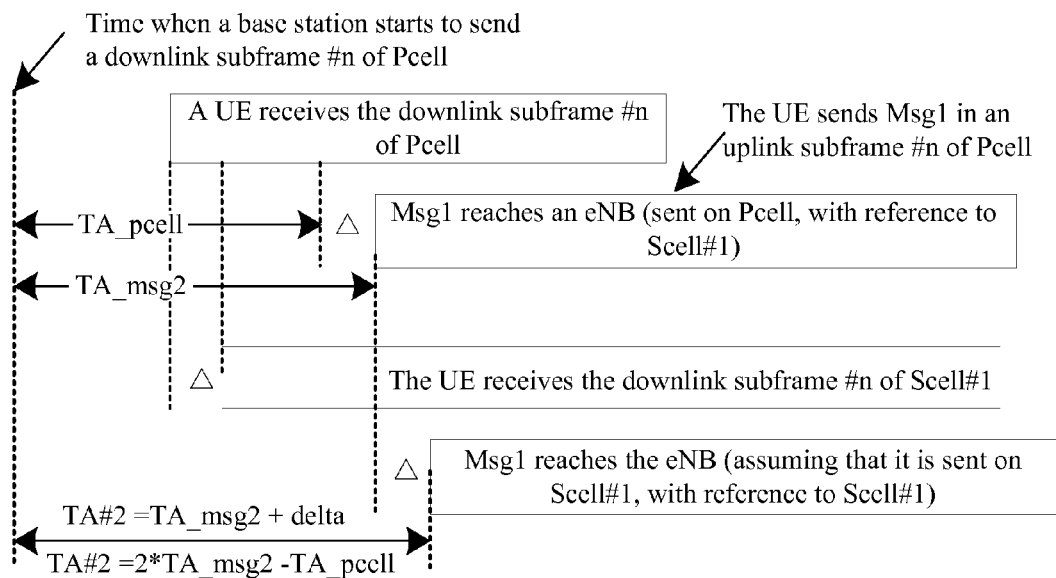 Time when a base station starts to send
a downlink subframe #n of Pcell
A UE receives the downlink subframe #n
of Pcell
The UE sends Msg1 in an
uplink subframe #n of Pcell
TA_pcell
△
Msg1 reaches an eNB (sent on Pcell, with reference to
Scell#1)
TA_msg2
△
The UE receives the downlink subframe #n of Scell#1
△
Msg1 reaches the eNB (assuming that it is sent on
Scell#1, with reference to Scell#1)
TA#2 =TA_msg2 + delta
TA#2 =2*TA_msg2 -TA_pcell